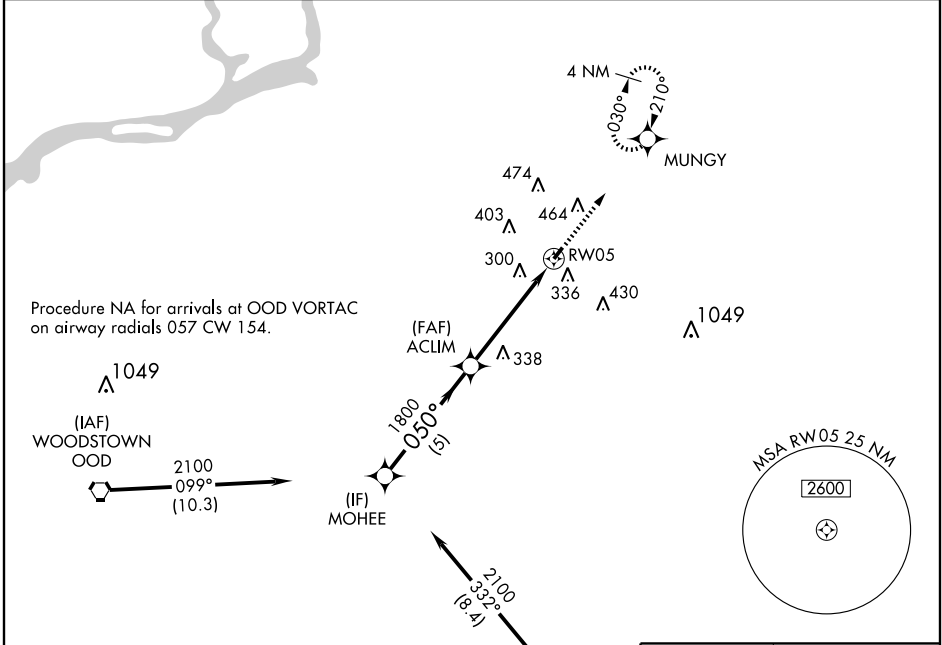 4 NM
030°
210°
MUNGY
474
464
403
RW05
300
336
430
Procedure NA for arrivals at OOD VORTAC
on airway radials 057 CW 154.
1049
(FAF)
ACLIM
338
1049
(IAF)
WOODSTOWN
OOD
1800
050°
(5)
2100
099°
(10.3)
(IF)
MOHEE
MSA RW05 25 NM
2600
2100
332°
(8.4)